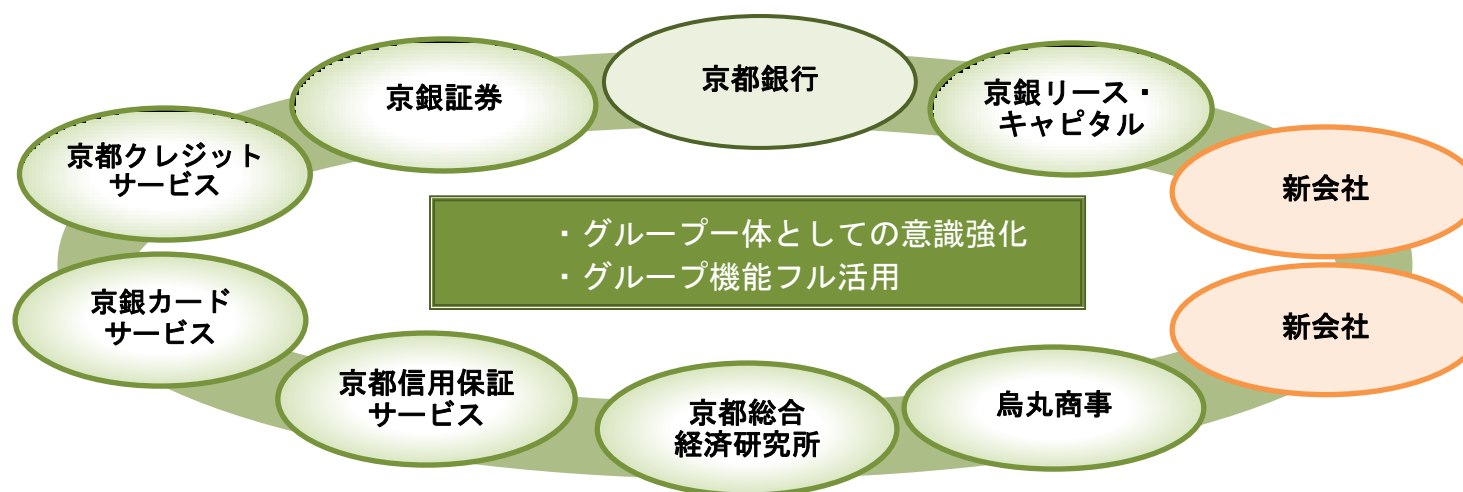 京都銀行
京銀証券
京銀リース・
キャピタル
京都クレジット
サービス
新会社
・グループ一体としての意識強化
・グループ機能フル活用
京銀カード
サービス
新会社
京都信用保証
サービス
京都総合
経済研究所
烏丸商事